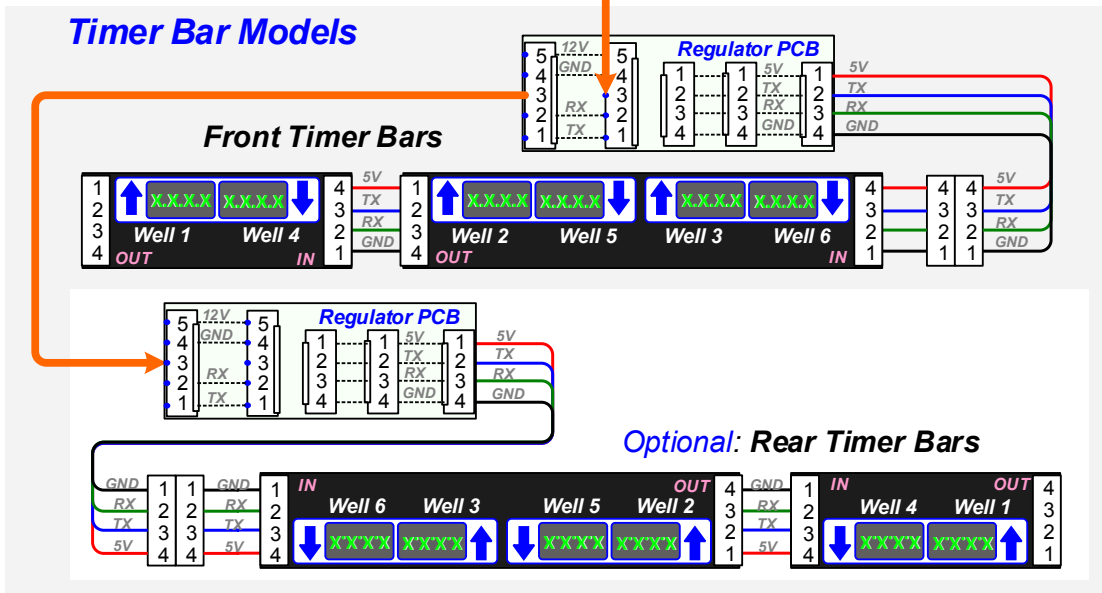 Timer Bar Models
Regulator PCB
5 12V 5
4 GND 4
3 3
2 RX 2
1 TX 1
1 1 5V 1 5V
2 2 TX 2 TX
3 3 RX 3 RX
4 4 GND 4 GND
Front Timer Bars
1 X.X.X.X X.X.X.X 4 5V 1 X.X.X.X X.X.X.X X.X.X.X X.X.X.X 4 4 4 5V
2 3 TX 2 3 3 3 TX
3 Well 1 Well 4 2 RX 3 Well 2 Well 5 Well 3 Well 6 2 2 2 RX
4 OUT IN 1 GND 4 OUT IN 1 1 1 GND
Regulator PCB
5 12V 5
4 GND 4
3 3
2 RX 2
1 TX 1
1 1 5V 1 5V
2 2 TX 2 TX
3 3 RX 3 RX
4 4 GND 4 GND
Optional: Rear Timer Bars
GND 1 1 GND 1 IN OUT 4 GND 1 IN OUT 4
RX 2 2 RX 2 Well 6 Well 3 Well 5 Well 2 3 RX 2 Well 4 Well 1 3
TX 3 3 TX 3 2 TX 3 2
5V 4 4 5V 4 X.X.X.X X.X.X.X X.X.X.X X.X.X.X 1 5V 4 X.X.X.X X.X.X.X 1